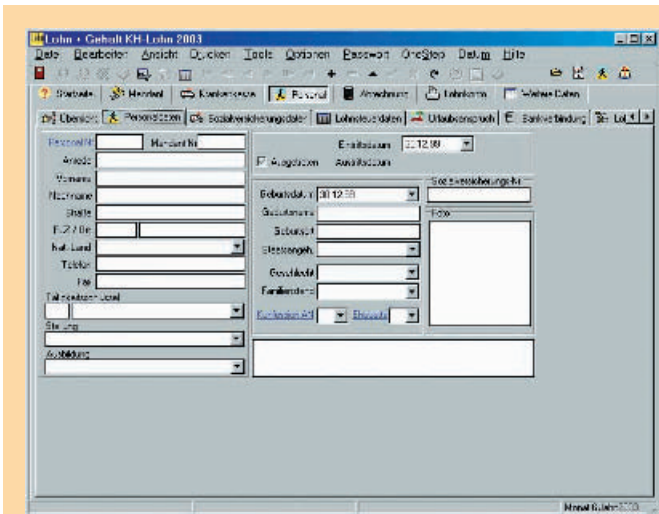 Lohn + Gehalt KH-Lohn 2003
Datei Bearbeiten Ansicht Drucken Tools Optionen Passwort OneStep Datum Hilfe
Startseite Mandant Krankenkasse Personal Abrechnung Lohnkonto Weitere Daten
Übersicht Personaldaten Sozialversicherungsdaten Lohnsteuerdaten Urlaubsanspruch Bankverbindung
Personal-Nr Mandant-Nr Eintrittsdatum 30.12.99
Anrede Ausgetreten Austrittsdatum
Vorname Sozialversicherungs-Nr.
Nachname Geburtsdatum 30.12.99
Straße Geburtsname Foto
PLZ / Ort Geburtsort
Nat.-Land Staatsangeh.
Telefon Geschlecht
Fax Familienstand
Konfession AN Ehegatte
Stellung
Ausbildung